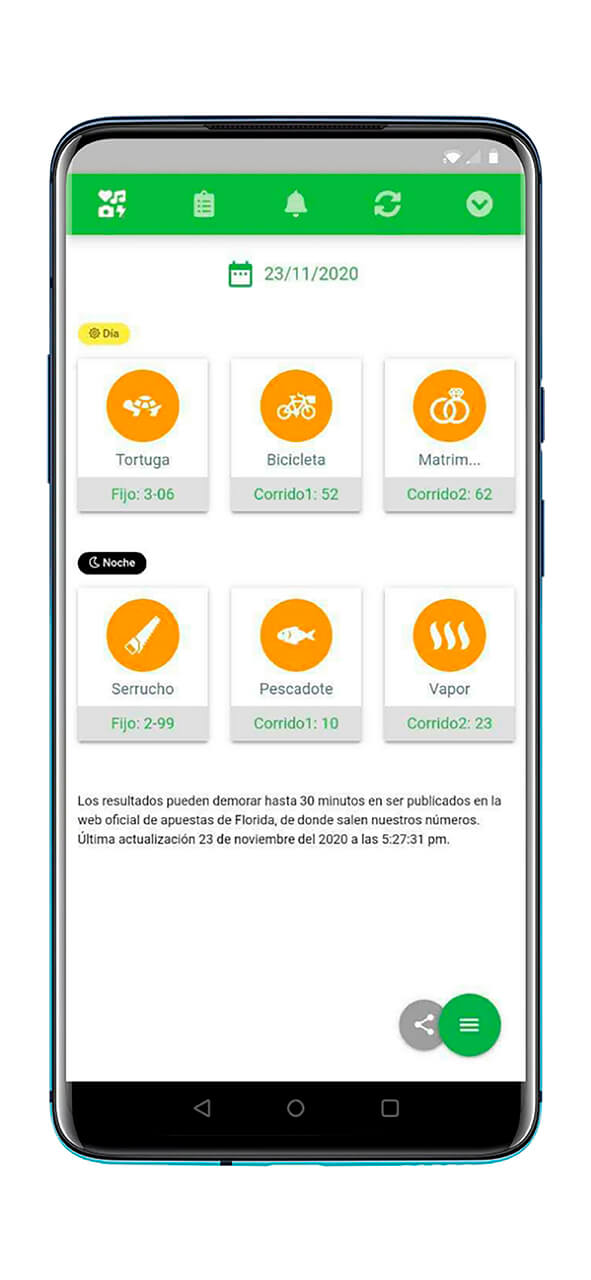 23/11/2020
Día
Tortuga
Bicicleta
Matrim...
Fijo: 3-06
Corrido1: 52
Corrido2: 62
Noche
Serrucho
Pescadote
Vapor
Fijo: 2-99
Corrido1: 10
Corrido2: 23
Los resultados pueden demorar hasta 30 minutos en ser publicados en la
web oficial de apuestas de Florida, de donde salen nuestros números.
Última actualización 23 de noviembre del 2020 a las 5:27:31 pm.